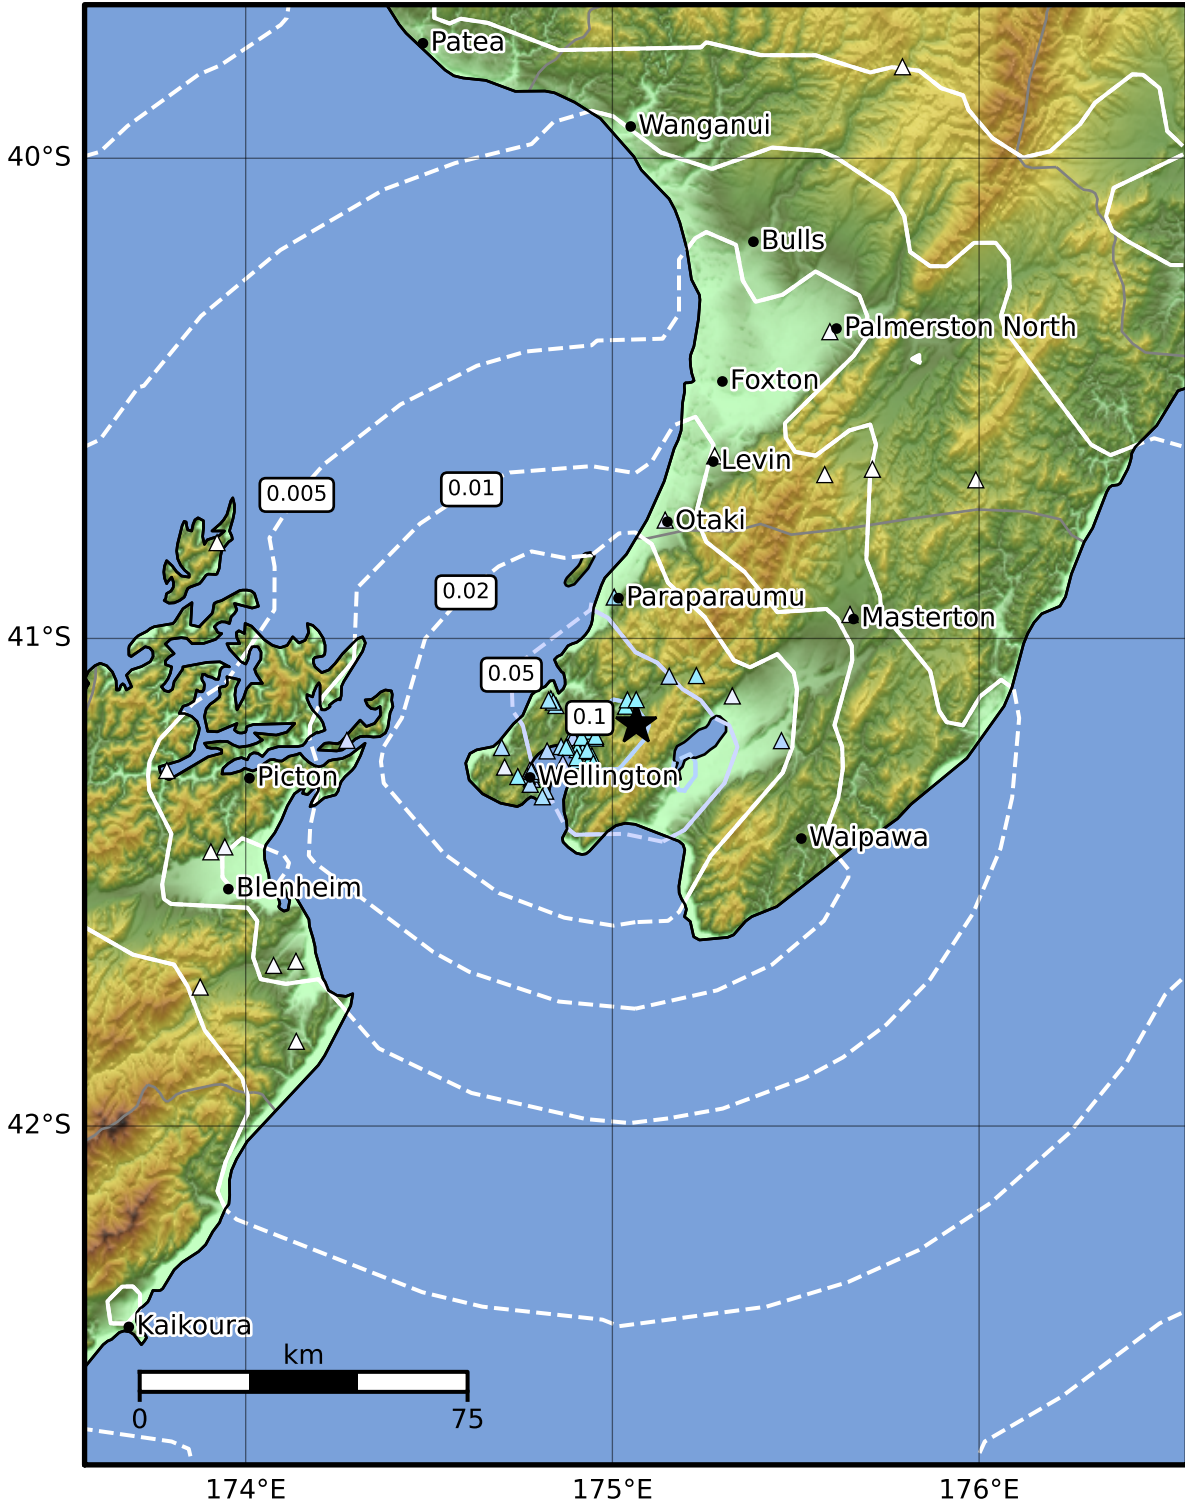 Patea
Wanganui
40°S
Bulls
Palmerston North
Foxton
Levin
0.01
0.005
Otaki
0.02
Paraparaumu
Masterton
41°S
0.05
0.1
Wellington
Picton
Waipawa
Blenheim
42°S
Kaikoura
km
0 75
174°E 175°E 176°E